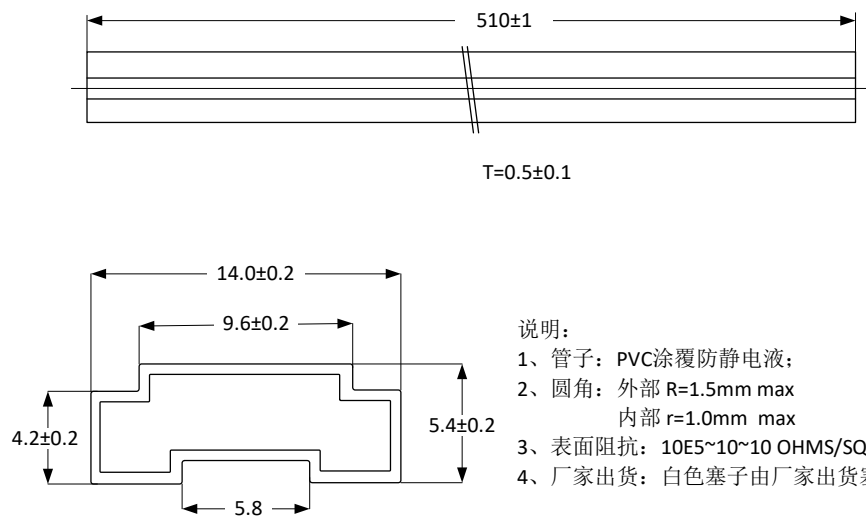 510±1
T=0.5±0.1
14.0±0.2
9.6±0.2
4.2±0.2
5.4±0.2
5.8
说明：
1、管子：PVC涂覆防静电液；
2、圆角：外部 R=1.5mm max
内部 r=1.0mm max
3、表面阻抗：10E5~10~10 OHMS/SQ
4、厂家出货：白色塞子由厂家出货